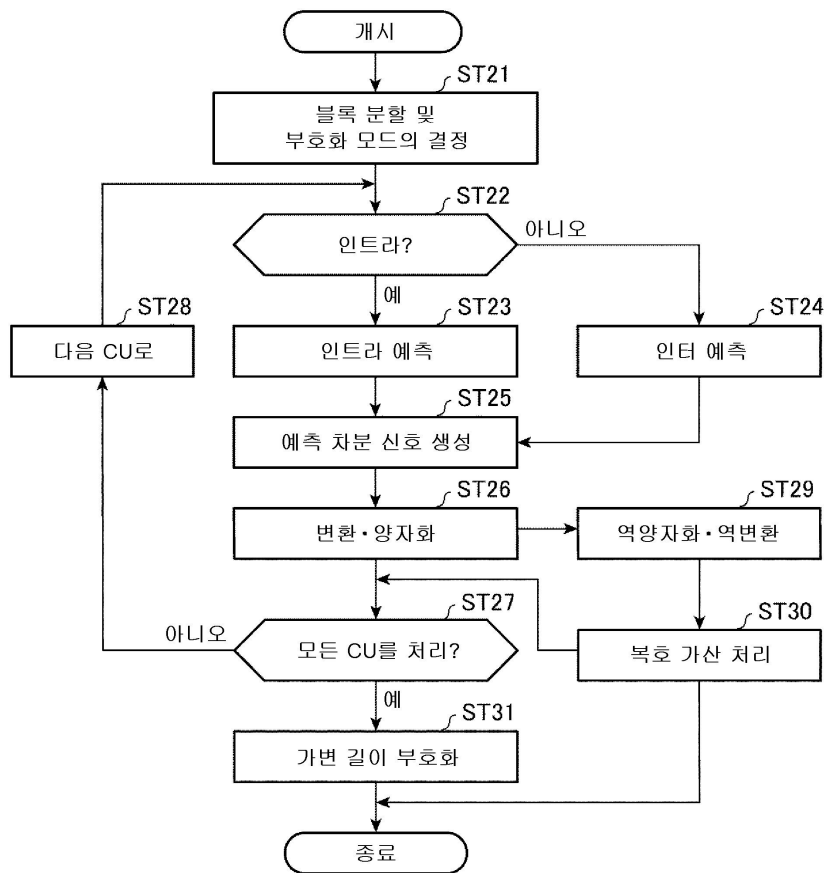 개시
ST21
블록 분할 및
부호화 모드의 결정
ST22
인트라?
아니오
예
ST28
다음 CU로
ST23
인트라 예측
ST24
인터 예측
ST25
예측 차분 신호 생성
ST26
변환·양자화
ST29
역양자화·역변환
ST27
모든 CU를 처리?
아니오
예
ST30
복호 가산 처리
ST31
가변 길이 부호화
종료